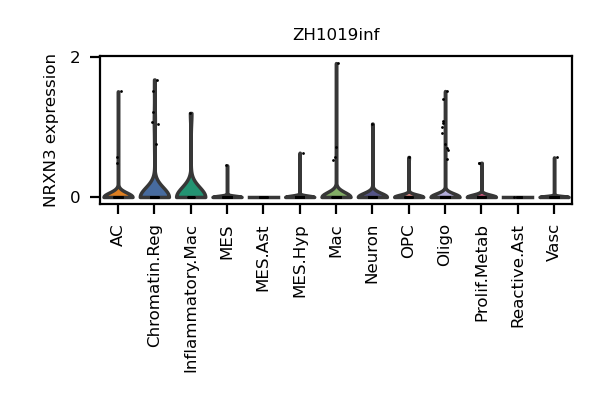 ZH1019inf
NRXN3 expression
2
0
AC
Chromatin.Reg
Inflammatory.Mac
MES
MES.Ast
MES.Hyp
Mac
Neuron
OPC
Oligo
Prolif.Metab
Reactive.Ast
Vasc